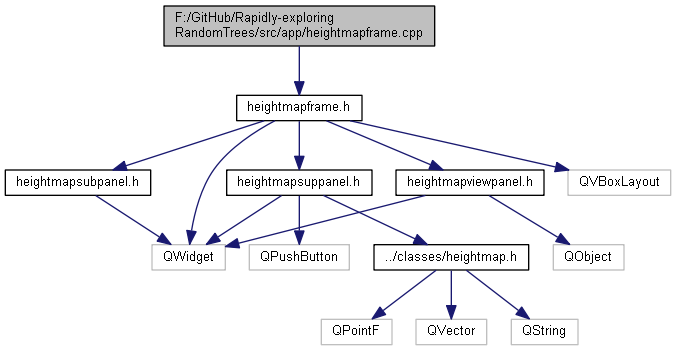 F:/GitHub/Rapidly-exploring
RandomTrees/src/app/heightmapframe.cpp
heightmapframe.h
heightmapsubpanel.h
heightmapsuppanel.h
heightmapviewpanel.h
QVBoxLayout
QWidget
QPushButton
../classes/heightmap.h
QObject
QPointF
QVector
QString